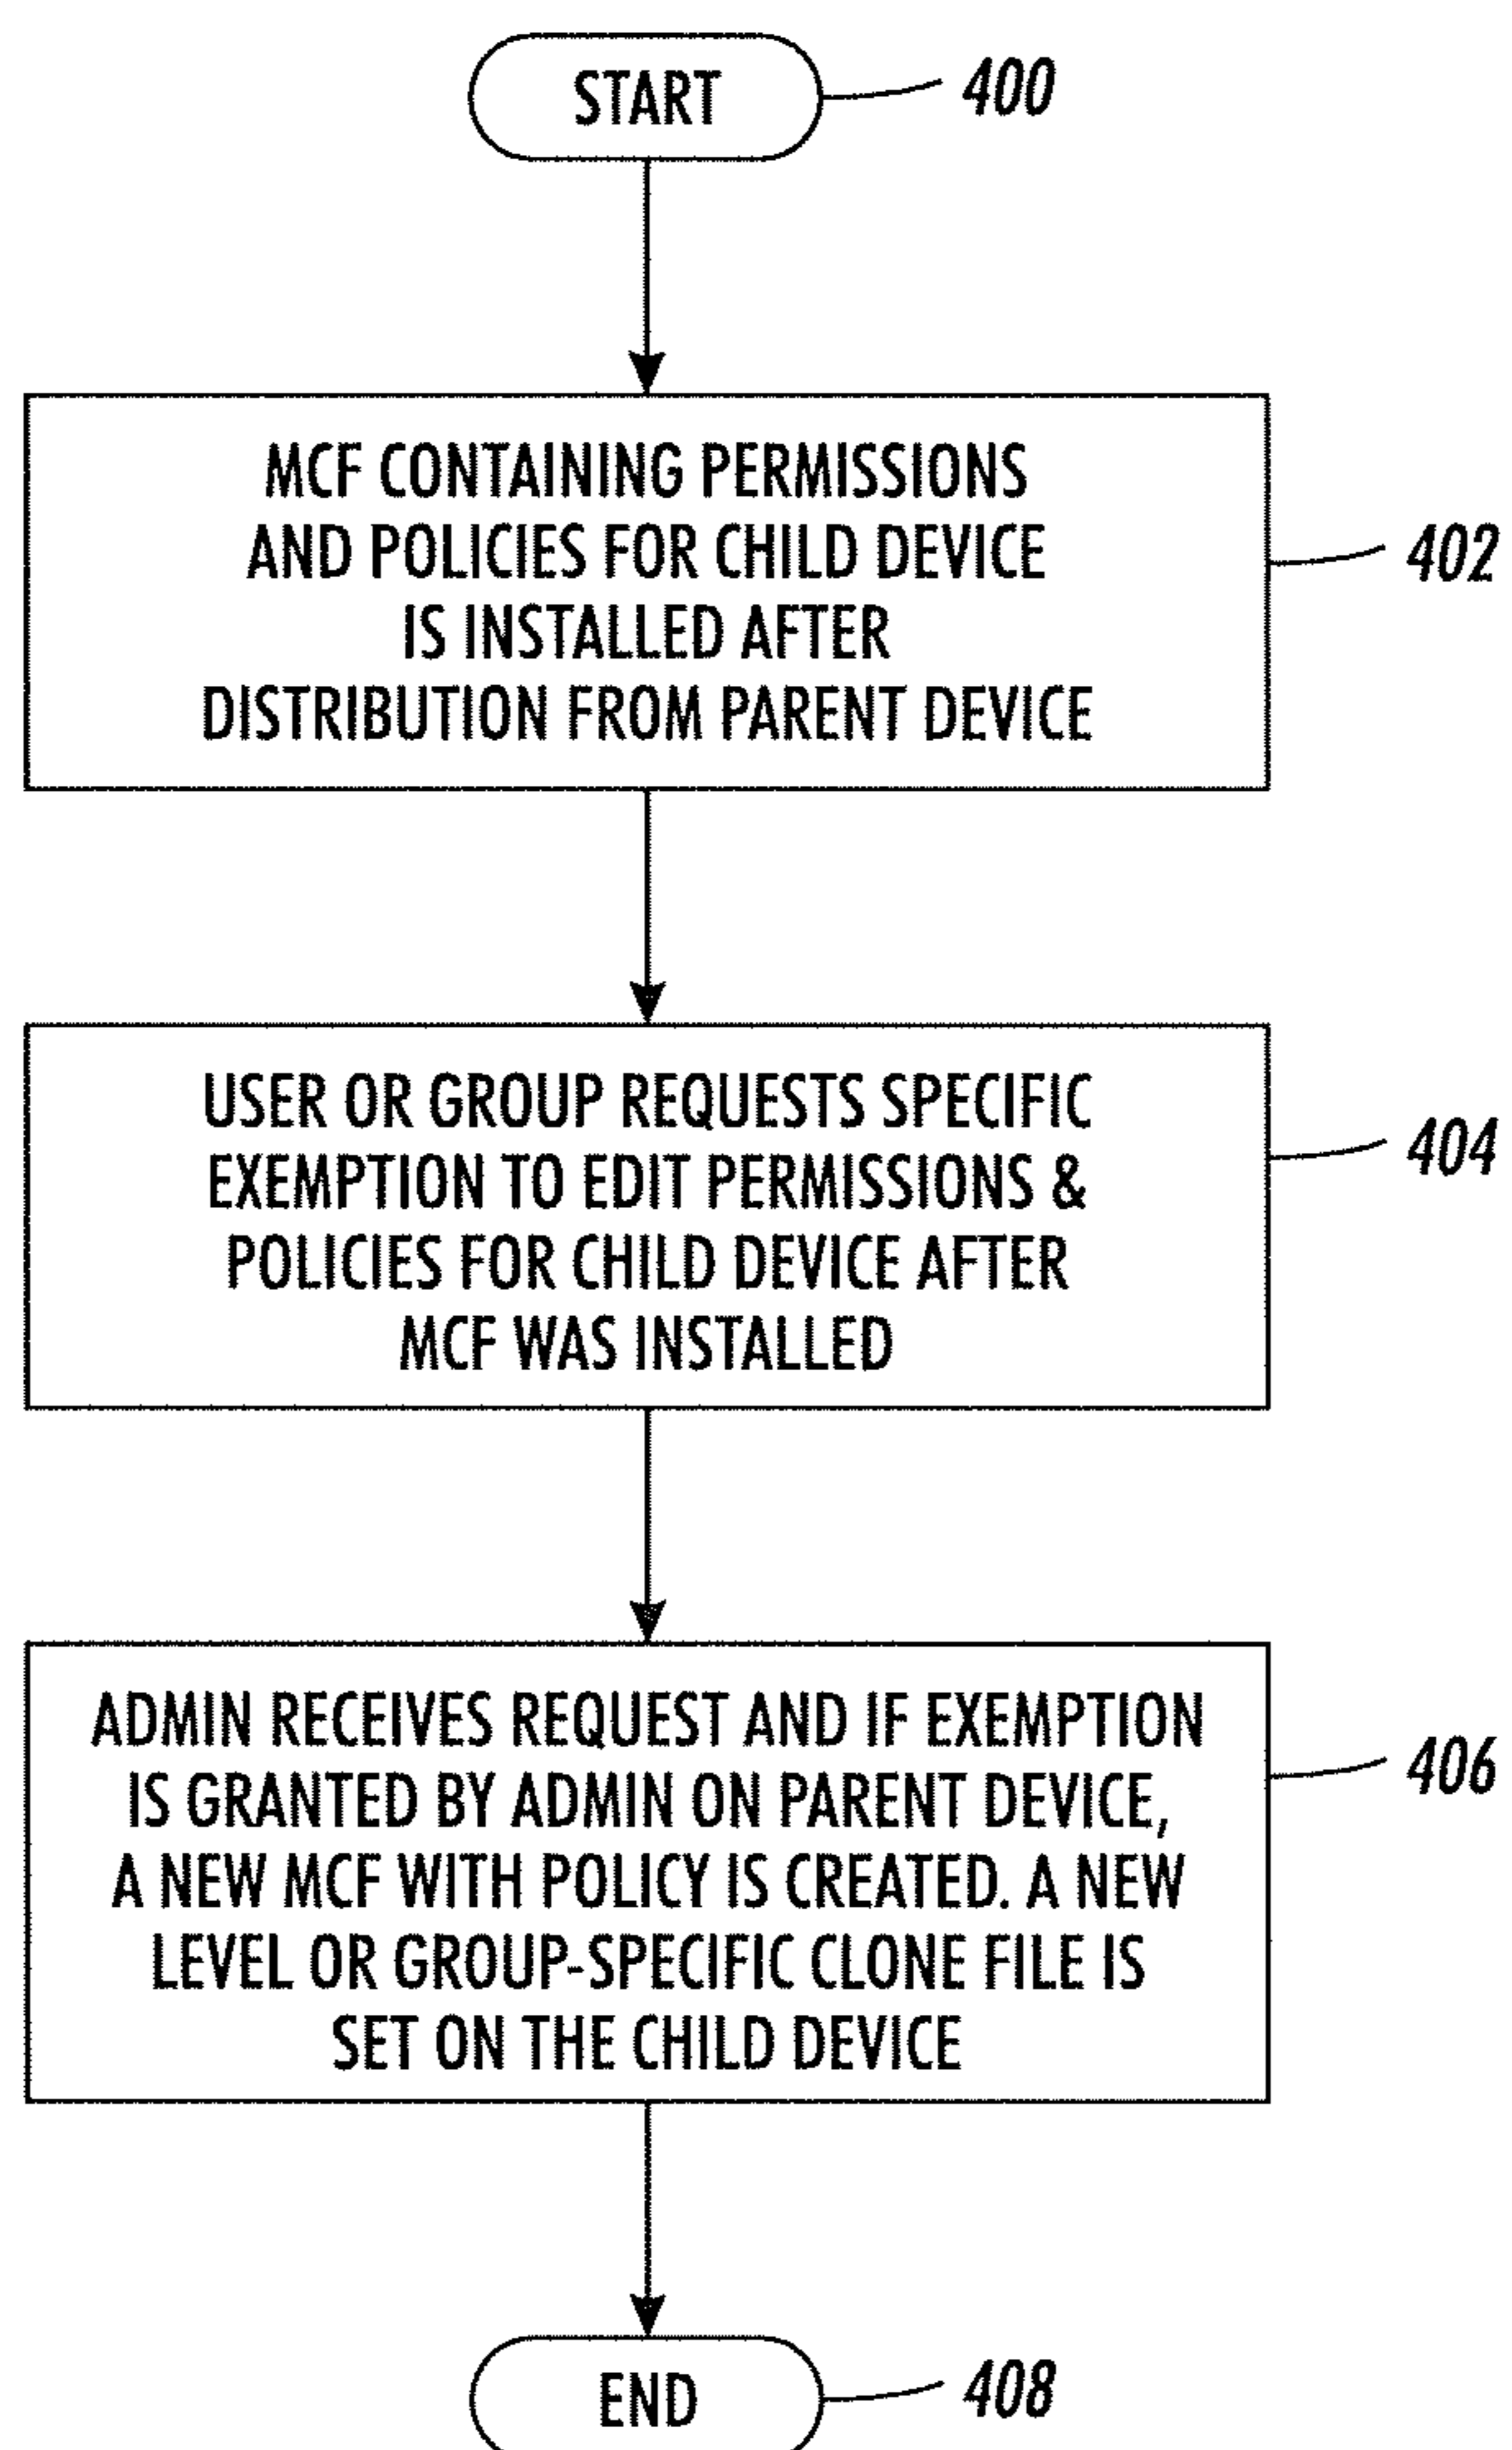 START
400
MCF CONTAINING PERMISSIONS
AND POLICIES FOR CHILD DEVICE
IS INSTALLED AFTER
DISTRIBUTION FROM PARENT DEVICE
402
USER OR GROUP REQUESTS SPECIFIC
EXEMPTION TO EDIT PERMISSIONS &
POLICIES FOR CHILD DEVICE AFTER
MCF WAS INSTALLED
404
ADMIN RECEIVES REQUEST AND IF EXEMPTION
IS GRANTED BY ADMIN ON PARENT DEVICE,
A NEW MCF WITH POLICY IS CREATED. A NEW
LEVEL OR GROUP-SPECIFIC CLONE FILE IS
SET ON THE CHILD DEVICE
406
END
408